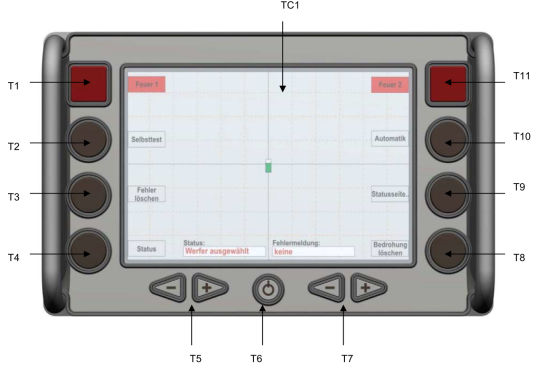 TC1
T1
T2
T3
T4
T11
T10
T9
T8
Feuer 1
Feuer 2
Selbsttest
Automatik
Fehler
löschen
Statusseite..
Status
Status:
Werfer ausgewählt
Fehlermeldung:
keine
Bedrohung
löschen
- +
- +
T5
T6
T7